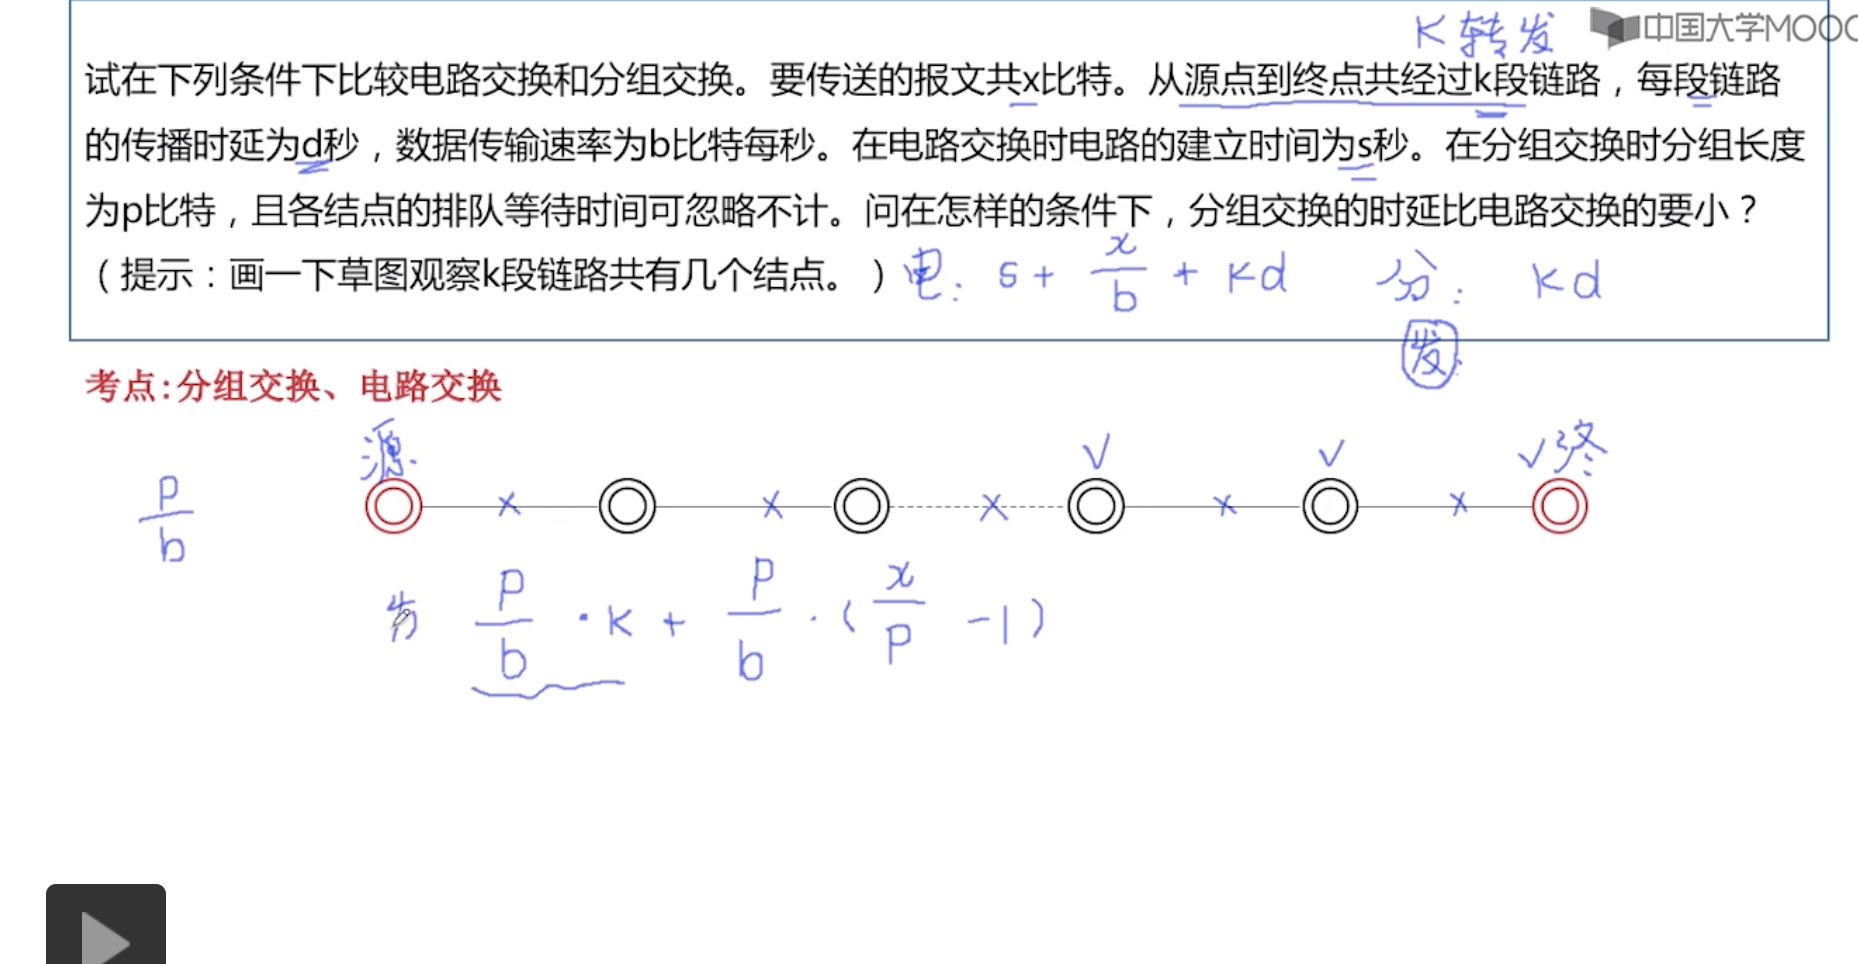 K 转发 中国大学MOOC
试在下列条件下比较电路交换和分组交换。要传送的报文共x比特。从源点到终点共经过k段链路，每段链路
的传播时延为d秒，数据传输速率为b比特每秒。在电路交换时电路的建立时间为s秒。在分组交换时分组长度
为p比特，且各结点的排队等待时间可忽略不计。问在怎样的条件下，分组交换的时延比电路交换的要小？
（提示：画一下草图观察k段链路共有几个结点。）电: s + x/b + kd 分: kd
发
考点:分组交换、电路交换
源 √ √ √ 终
p/b × × × × ×
p/b · k + p/b · (x/p - 1)